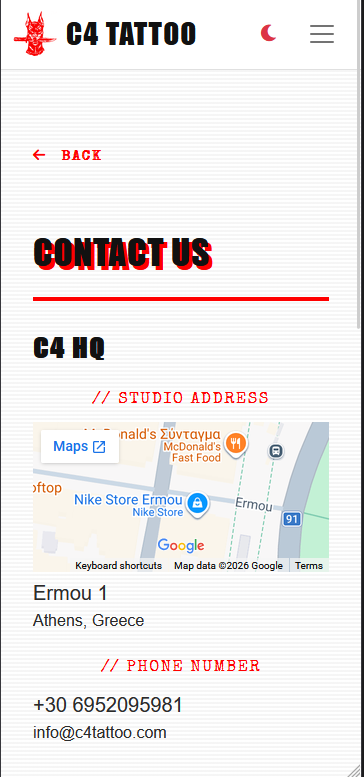 C4 TATTOO
← BACK
CONTACT US
C4 HQ
// STUDIO ADDRESS
McDonald's Σύνταγμα
Maps
McDonald's
Fast Food
oftop
Nike Store Ermou
Nike Store
Ermou
91
Google
Keyboard shortcuts Map data ©2026 Google Terms
Ermou 1
Athens, Greece
// PHONE NUMBER
+30 6952095981
info@c4tattoo.com